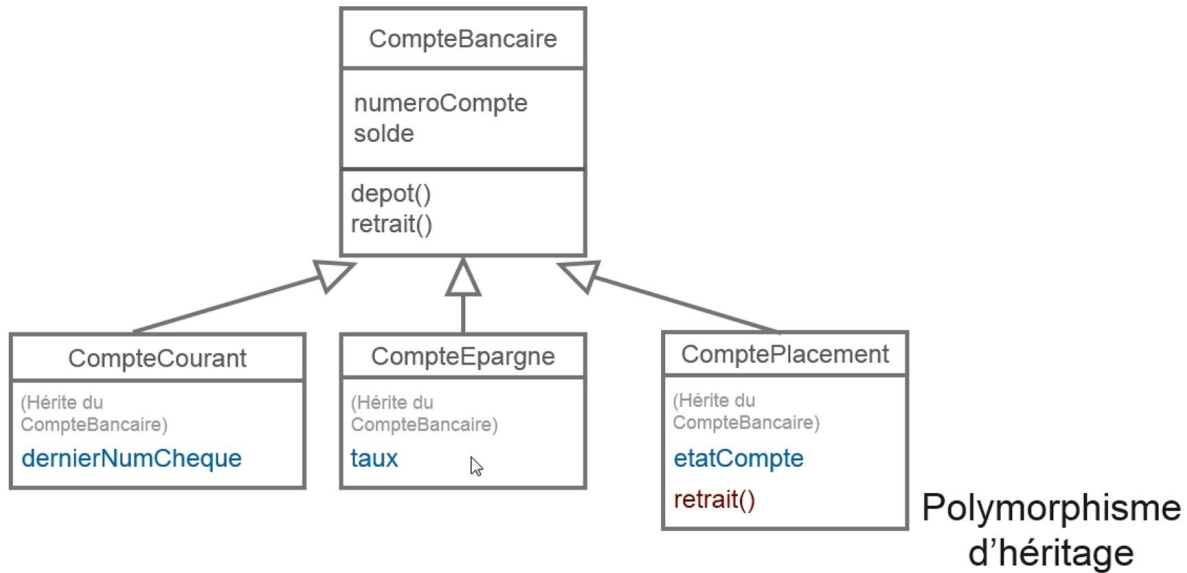 CompteBancaire
numeroCompte
solde
depot()
retrait()
CompteCourant
(Hérite du
CompteBancaire)
dernierNumCheque
CompteEpargne
(Hérite du
CompteBancaire)
taux
ComptePlacement
(Hérite du
CompteBancaire)
etatCompte
retrait()
Polymorphisme
d'héritage